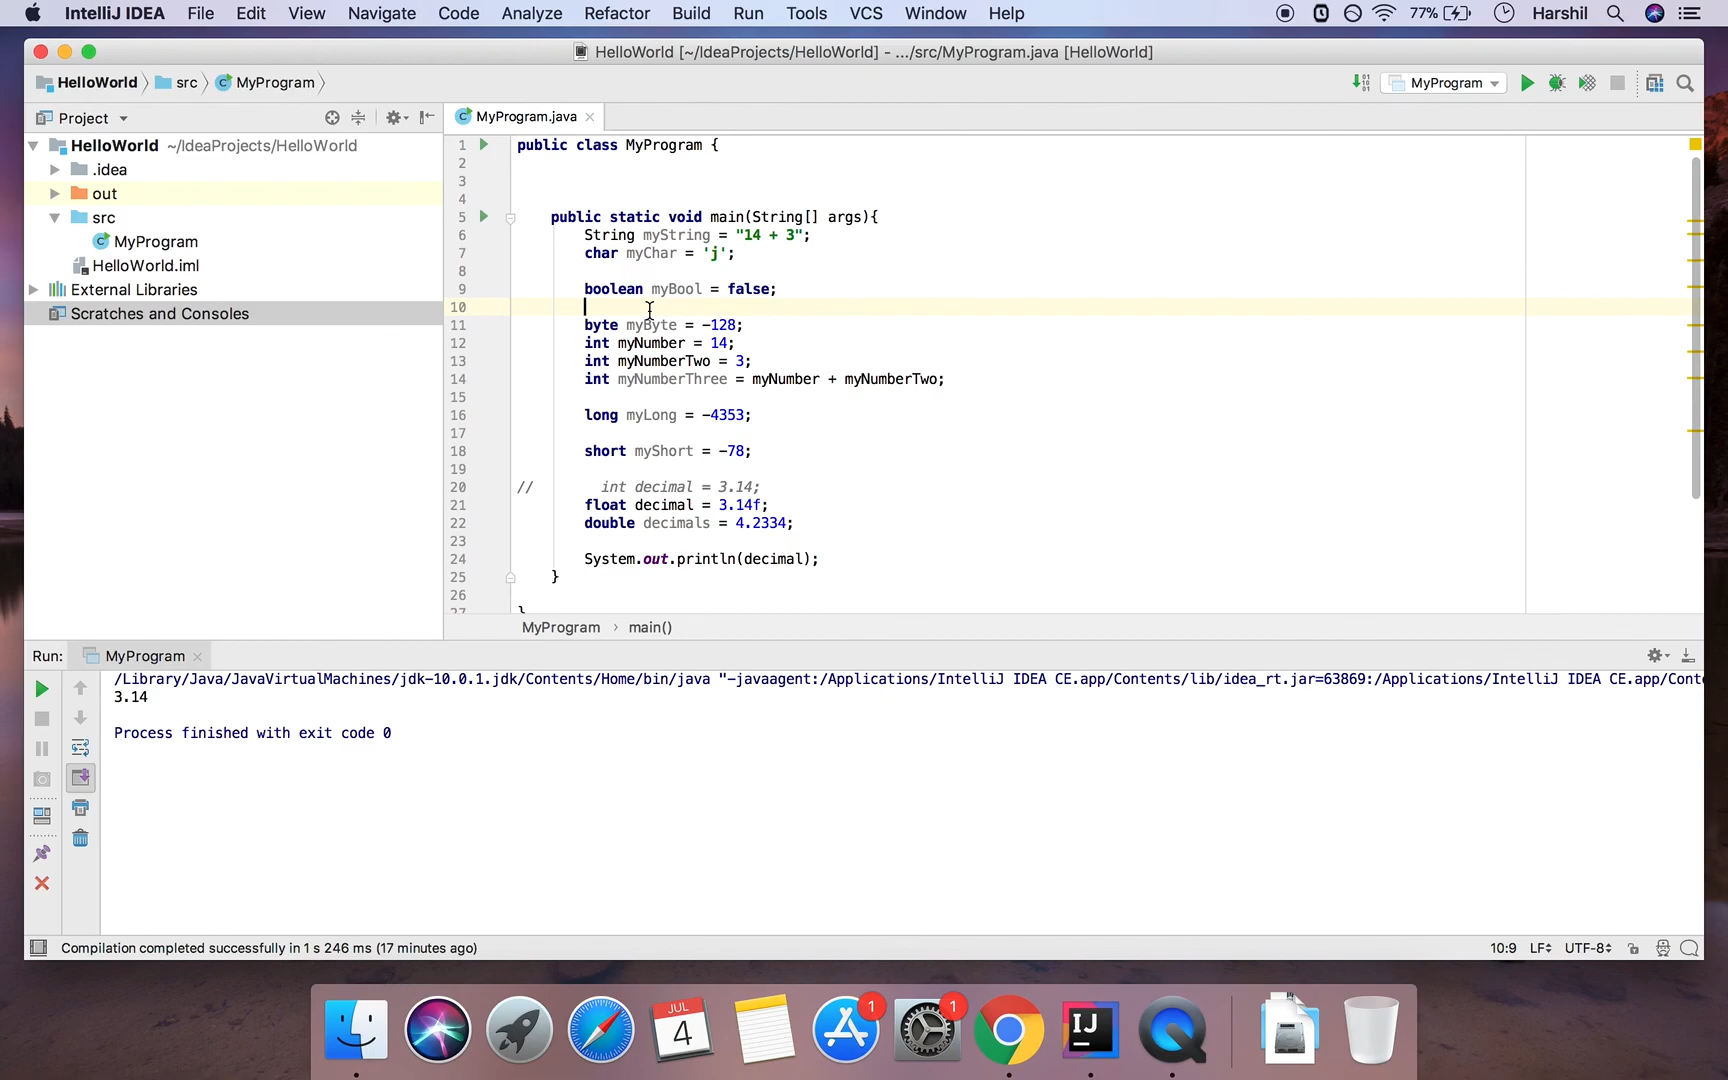 IntelliJ IDEA File Edit View Navigate Code Analyze Refactor Build Run Tools VCS Window Help 77% Harshil
HelloWorld [~/IdeaProjects/HelloWorld] - .../src/MyProgram.java [HelloWorld]
HelloWorld src MyProgram MyProgram
Project MyProgram.java
HelloWorld ~/IdeaProjects/HelloWorld
.idea
out
src
MyProgram
HelloWorld.iml
External Libraries
Scratches and Consoles
1 public class MyProgram {
2
3
4
5 public static void main(String[] args){
6 String myString = "14 + 3";
7 char myChar = 'j';
8
9 boolean myBool = false;
10
11 byte myByte = -128;
12 int myNumber = 14;
13 int myNumberTwo = 3;
14 int myNumberThree = myNumber + myNumberTwo;
15
16 long myLong = -4353;
17
18 short myShort = -78;
19
20 // int decimal = 3.14;
21 float decimal = 3.14f;
22 double decimals = 4.2334;
23
24 System.out.println(decimal);
25 }
26
27 }
MyProgram › main()
Run: MyProgram
/Library/Java/JavaVirtualMachines/jdk-10.0.1.jdk/Contents/Home/bin/java "-javaagent:/Applications/IntelliJ IDEA CE.app/Contents/lib/idea_rt.jar=63869:/Applications/IntelliJ IDEA CE.app/Cont
3.14
Process finished with exit code 0
Compilation completed successfully in 1 s 246 ms (17 minutes ago) 10:9 LF UTF-8
JUL
4
1
1
IJ